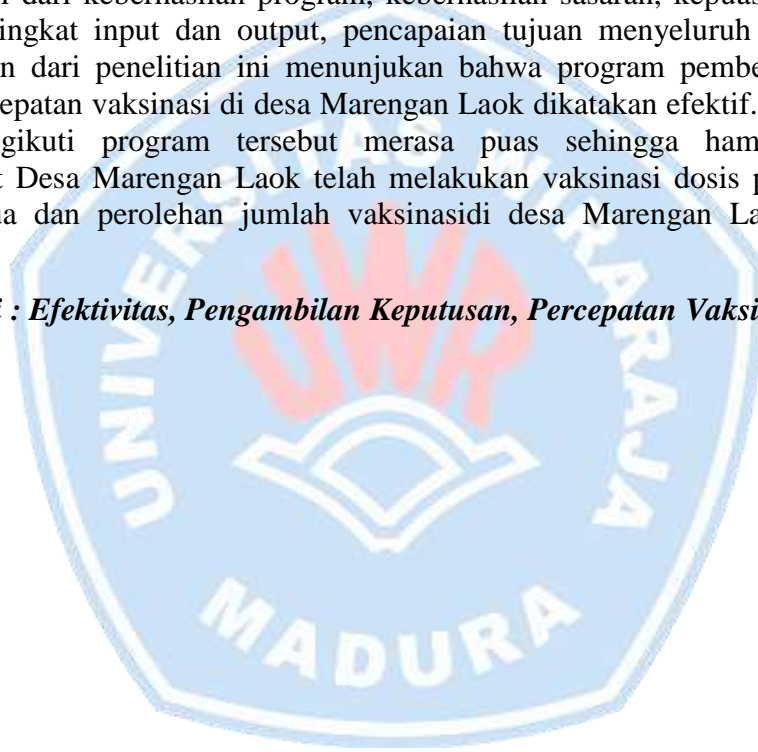 dari keberhasilan program, keberhasilan sasaran,
ingkat input dan output, pencapaian tujuan menyeluruh
n dari penelitian ini menunjukan bahwa program pembe
epatan vaksinasi di desa Marengan Laok dikatakan efektif.
gikuti program tersebut merasa puas sehingga ham
t Desa Marengan Laok telah melakukan vaksinasi dosis p
ua dan perolehan jumlah vaksinasidi desa Marengan La
i : Efektivitas, Pengambilan Keputusan, Percepatan Vaksi
UNIVERSITAS WIRARAJA
UWR
MADURA